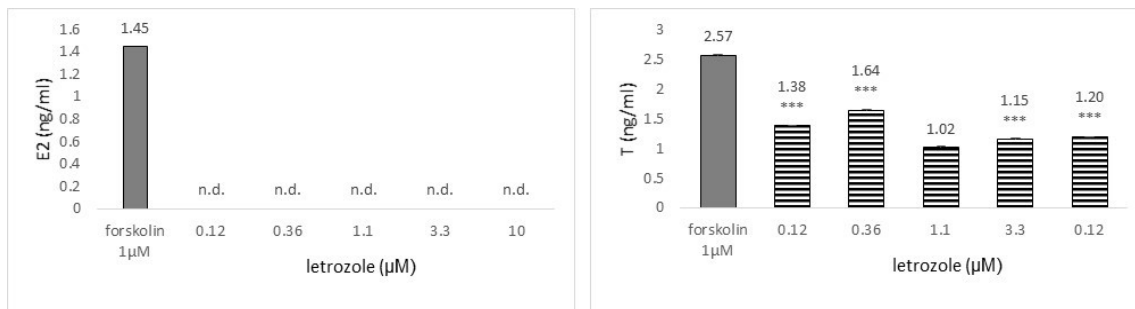 E2 (ng/ml)
1.6
1.4
1.2
1
0.8
0.6
0.4
0.2
0
1.45
n.d. n.d. n.d. n.d. n.d.
forskolin 0.12 0.36 1.1 3.3 10
1µM
letrozole (µM)
T (ng/ml)
3
2.5
2
1.5
1
0.5
0
2.57
1.38 1.64 1.02 1.15 1.20
*** *** *** ***
forskolin 0.12 0.36 1.1 3.3 0.12
1µM
letrozole (µM)